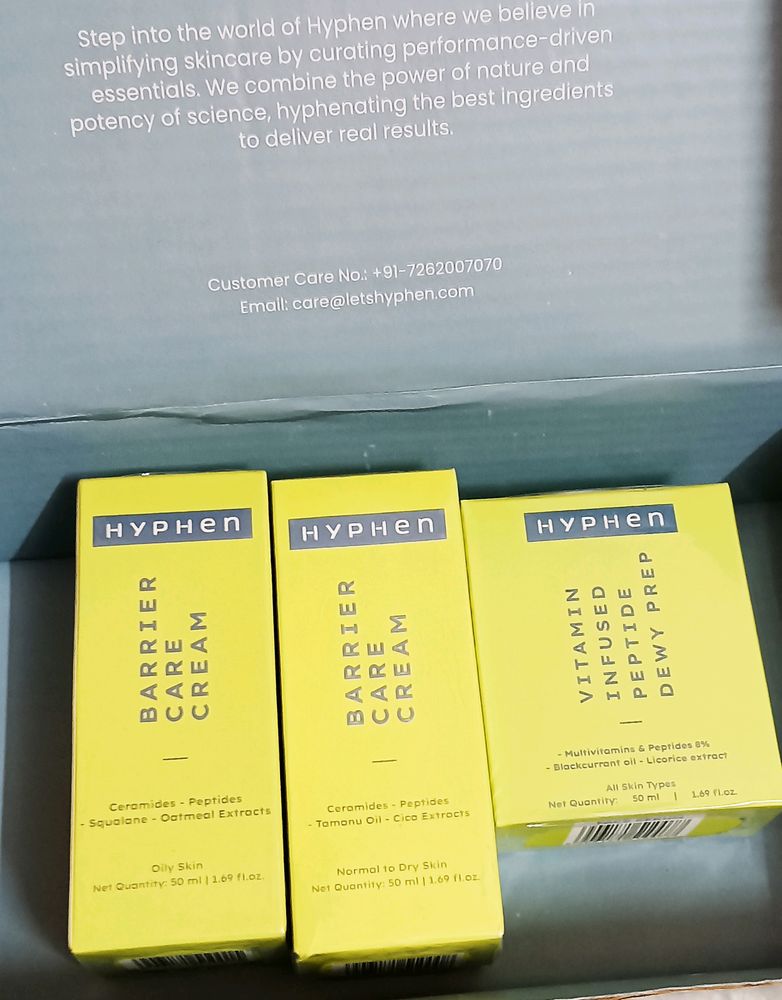 Step into the world of Hyphen where we believe in
simplifying skincare by curating performance-driven
essentials. We combine the power of nature and
potency of science, hyphenating the best ingredients
to deliver real results.
Customer Care No.: +91-7262007070
Email: care@letshyphen.com
HYPHen
BARRIER
CARE
CREAM
Ceramides - Peptides
- Squalane - Oatmeal Extracts
Oily Skin
Net Quantity: 50 ml | 1.69 fl.oz.
HYPHen
BARRIER
CARE
CREAM
Ceramides - Peptides
- Tamanu Oil - Cica Extracts
Normal to Dry Skin
Net Quantity: 50 ml | 1.69 fl.oz.
HYPHen
VITAMIN
INFUSED
PEPTIDE
DEWY PREP
- Multivitamins & Peptides 8%
- Blackcurrant oil - Licorice extract
All Skin Types
Net Quantity: 50 ml | 1.69 fl.oz.